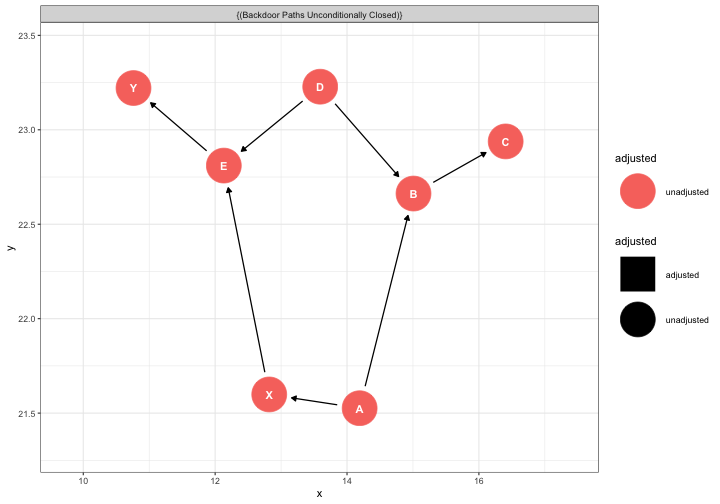 {(Backdoor Paths Unconditionally Closed)}
23.5
23.0
22.5
22.0
21.5
y
Y
D
C
E
B
X
A
10
12
14
16
x
adjusted
unadjusted
adjusted
adjusted
unadjusted